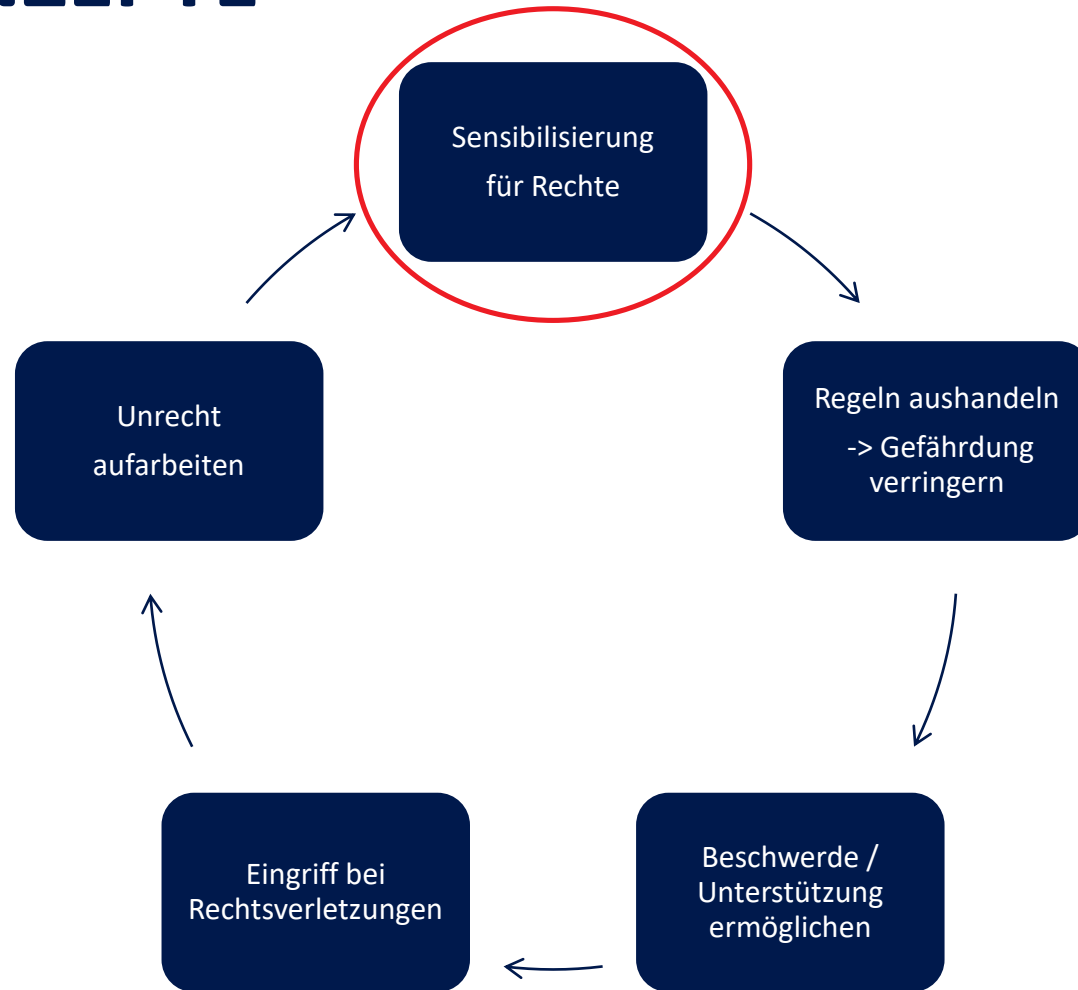 Sensibilisierung
für Rechte
Regeln aushandeln
-> Gefährdung
verringern
Beschwerde /
Unterstützung
ermöglichen
Eingriff bei
Rechtsverletzungen
Unrecht
aufarbeiten